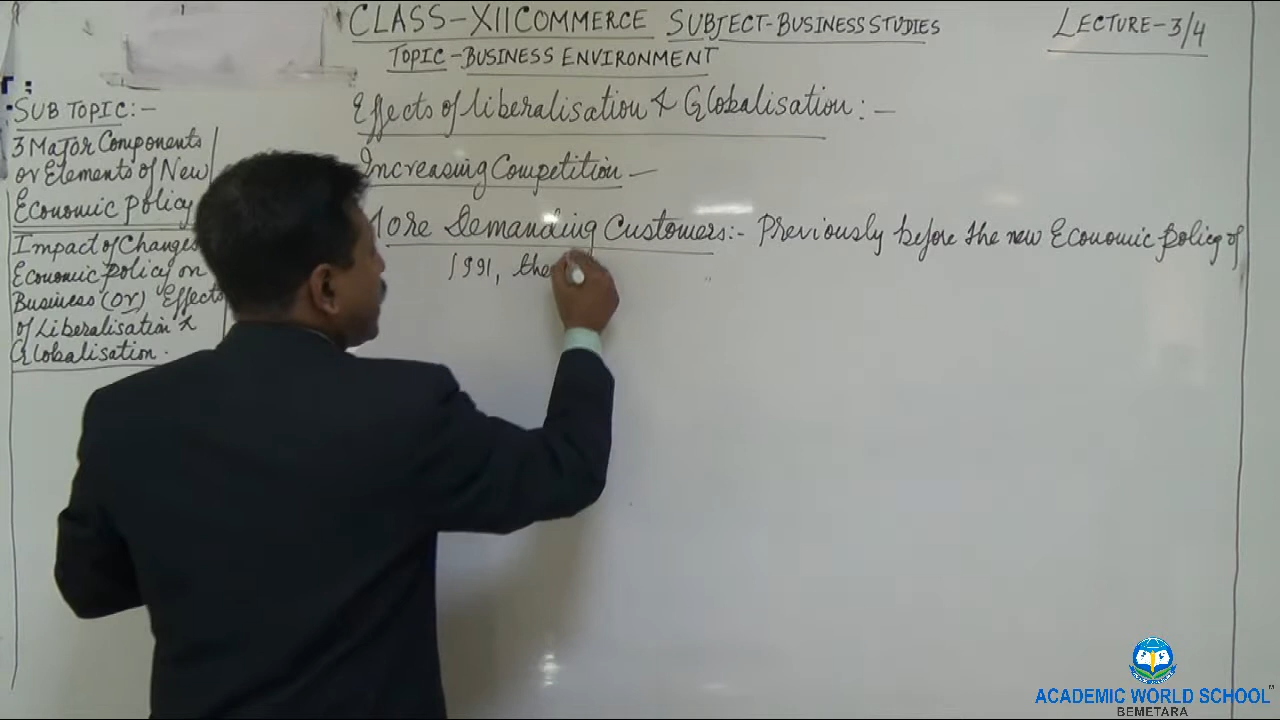 CLASS-XII COMMERCE SUBJECT-BUSINESS STUDIES
LECTURE-3/4
TOPIC-BUSINESS ENVIRONMENT
SUB TOPIC:-
3 Major Components
or Elements of New
Economic Policy
Impact of Changes
Economic Policy on
Business (or) Effects
of Liberalisation &
Globalisation.
Effects of Liberalisation & Globalisation:-
Increasing Competition —
More Demanding Customers:- Previously before the new Economic policy of
1991, the
ACADEMIC WORLD SCHOOL
BEMETARA